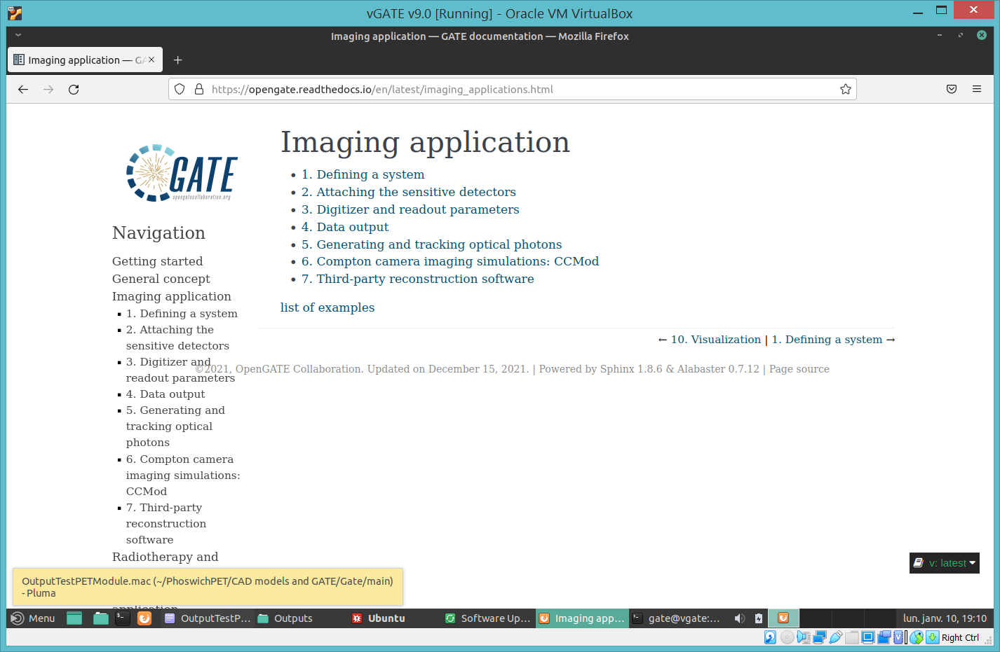 vGATE v9.0 [Running] - Oracle VM VirtualBox
Imaging application — GATE documentation — Mozilla Firefox
Imaging application — GA
https://opengate.readthedocs.io/en/latest/imaging_applications.html
GATE
opengatecollaboration.org
Navigation
Getting started
General concept
Imaging application
1. Defining a system
2. Attaching the
sensitive detectors
3. Digitizer and
readout parameters
4. Data output
5. Generating and
tracking optical
photons
6. Compton camera
imaging simulations:
CCMod
7. Third-party
reconstruction
software
Radiotherapy and
application
Imaging application
1. Defining a system
2. Attaching the sensitive detectors
3. Digitizer and readout parameters
4. Data output
5. Generating and tracking optical photons
6. Compton camera imaging simulations: CCMod
7. Third-party reconstruction software
list of examples
← 10. Visualization | 1. Defining a system →
©2021, OpenGATE Collaboration. Updated on December 15, 2021. | Powered by Sphinx 1.8.6 & Alabaster 0.7.12 | Page source
v: latest
OutputTestPETModule.mac (~/PhoswichPET/CAD models and GATE/Gate/main)
- Pluma
Menu OutputTestP... Outputs Ubuntu Software Up... Imaging app... gate@vgate:... lun. janv. 10, 19:10
Right Ctrl